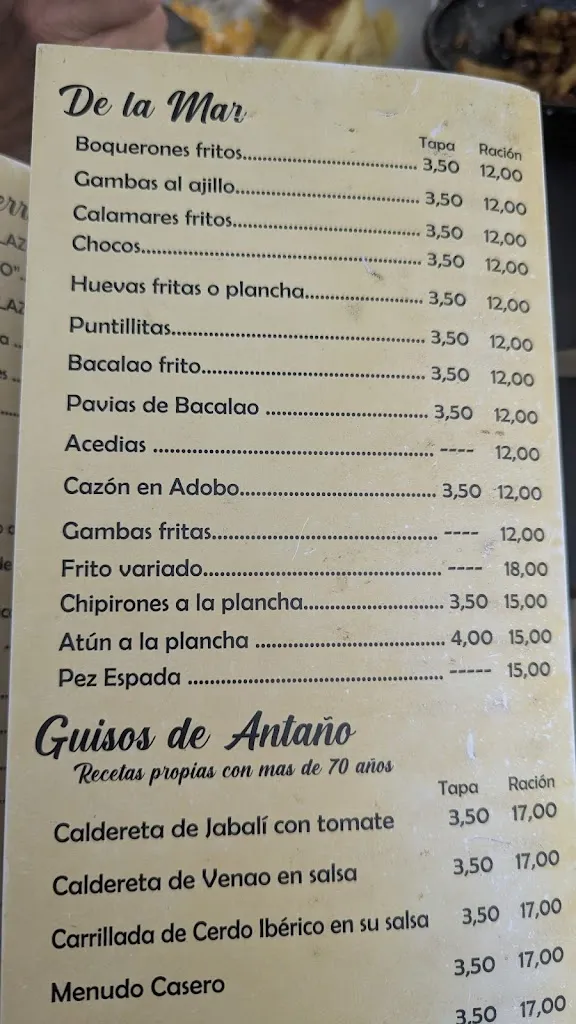 De la Mar
Tapa Ración
Boquerones fritos........ 3,50 12,00
Gambas al ajillo........ 3,50 12,00
Calamares fritos........ 3,50 12,00
Chocos........ 3,50 12,00
Huevas fritas o plancha........ 3,50 12,00
Puntillitas........ 3,50 12,00
Bacalao frito........ 3,50 12,00
Pavias de Bacalao ........ 3,50 12,00
Acedias ........ ---- 12,00
Cazón en Adobo........ 3,50 12,00
Gambas fritas........ ---- 12,00
Frito variado........ ---- 18,00
Chipirones a la plancha........ 3,50 15,00
Atún a la plancha ........ 4,00 15,00
Pez Espada ........ ----- 15,00
Guisos de Antaño
Recetas propias con mas de 70 años
Tapa Ración
Caldereta de Jabalí con tomate 3,50 17,00
Caldereta de Venao en salsa 3,50 17,00
Carrillada de Cerdo Ibérico en su salsa 3,50 17,00
Menudo Casero 3,50 17,00
3,50 17,00